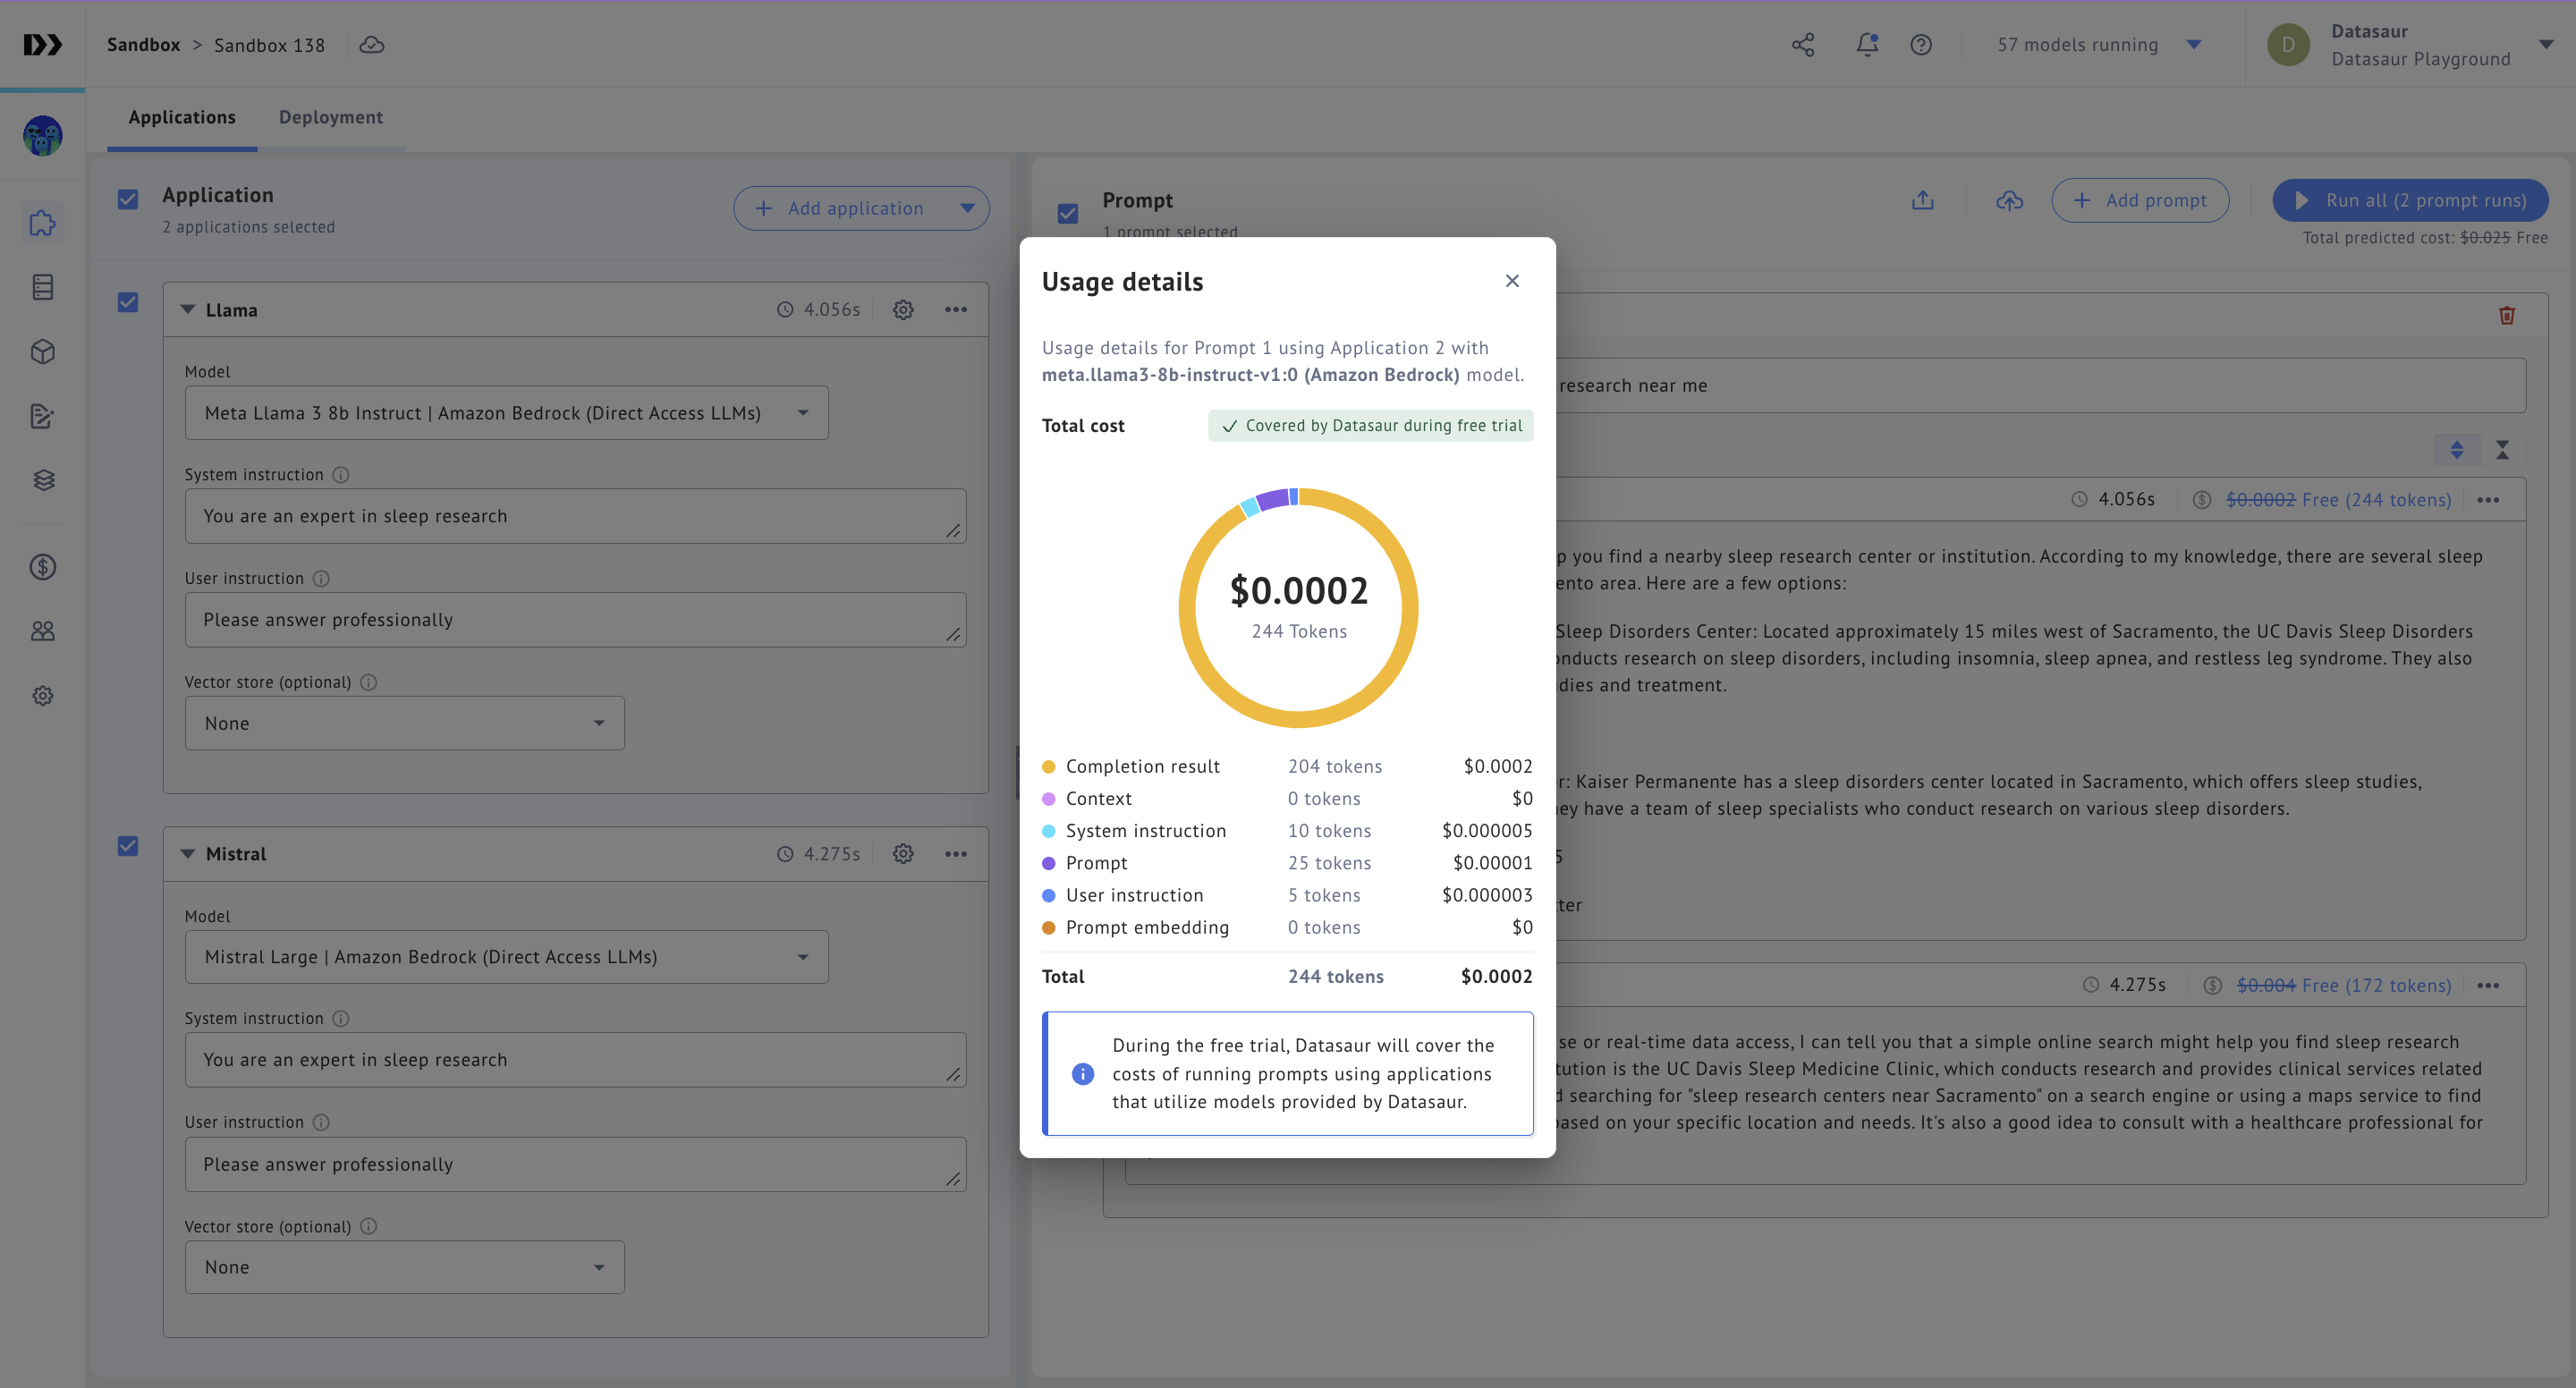 Sandbox > Sandbox 138
57 models running
D
Datasaur
Datasaur Playground
Applications
Deployment
Application
2 applications selected
+ Add application
Llama
4.056s
Model
Meta Llama 3 8b Instruct | Amazon Bedrock (Direct Access LLMs)
System instruction
You are an expert in sleep research
User instruction
Please answer professionally
Vector store (optional)
None
Mistral
4.275s
Model
Mistral Large | Amazon Bedrock (Direct Access LLMs)
System instruction
You are an expert in sleep research
User instruction
Please answer professionally
Vector store (optional)
None
Prompt
1 prompt selected
+ Add prompt
Run all (2 prompt runs)
Total predicted cost: $0.025 Free
research near me
4.056s
$0.0002 Free (244 tokens)
you find a nearby sleep research center or institution. According to my knowledge, there are several sleep
area. Here are a few options:
Sleep Disorders Center: Located approximately 15 miles west of Sacramento, the UC Davis Sleep Disorders
research on sleep disorders, including insomnia, sleep apnea, and restless leg syndrome. They also
and treatment.
Kaiser Permanente has a sleep disorders center located in Sacramento, which offers sleep studies,
have a team of sleep specialists who conduct research on various sleep disorders.
4.275s
$0.004 Free (172 tokens)
or real-time data access, I can tell you that a simple online search might help you find sleep research
is the UC Davis Sleep Medicine Clinic, which conducts research and provides clinical services related
searching for "sleep research centers near Sacramento" on a search engine or using a maps service to find
on your specific location and needs. It's also a good idea to consult with a healthcare professional for
Usage details
Usage details for Prompt 1 using Application 2 with
meta.llama3-8b-instruct-v1:0 (Amazon Bedrock) model.
Total cost
Covered by Datasaur during free trial
$0.0002
244 Tokens
Completion result 204 tokens $0.0002
Context 0 tokens $0
System instruction 10 tokens $0.000005
Prompt 25 tokens $0.00001
User instruction 5 tokens $0.000003
Prompt embedding 0 tokens $0
Total 244 tokens $0.0002
During the free trial, Datasaur will cover the
costs of running prompts using applications
that utilize models provided by Datasaur.